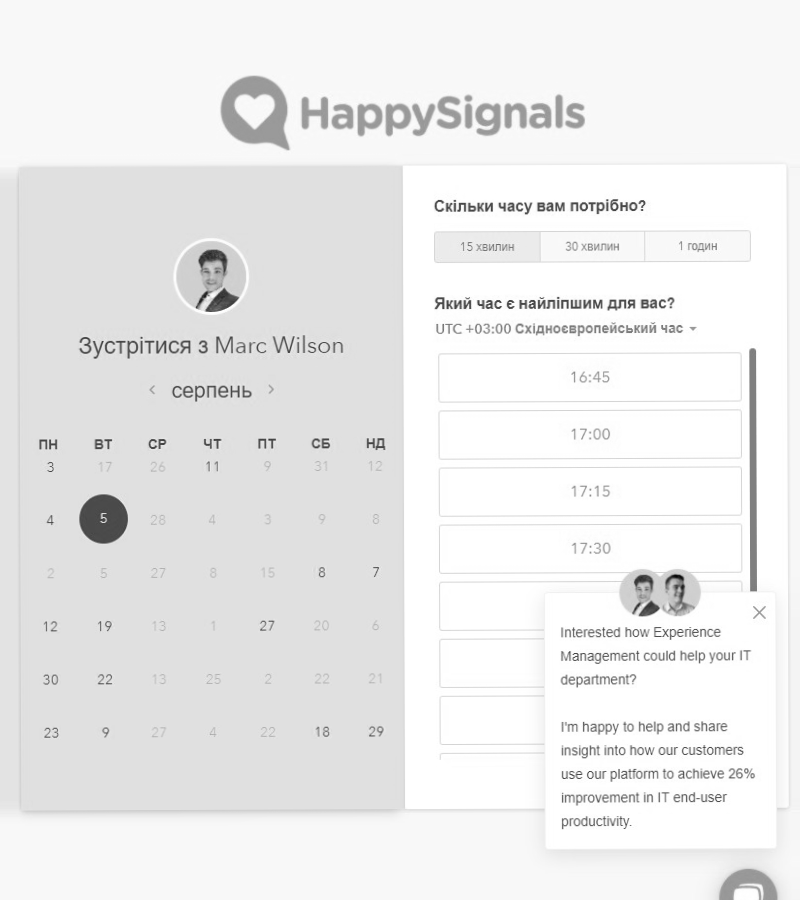 HappySignals
Зустрітися з Marc Wilson
серпень
ПН ВТ СР ЧТ ПТ СБ НД
3 17 26 11 9 31 12
4 5 28 4 3 9 8
2 5 27 8 15 8 7
12 19 13 1 27 20 6
30 22 13 25 2 22 21
23 9 27 4 22 18 29
Скільки часу вам потрібно?
15 хвилин 30 хвилин 1 годин
Який час є найліпшим для вас?
UTC +03:00 Східноєвропейський час
16:45
17:00
17:15
17:30
Interested how Experience
Management could help your IT
department?
I'm happy to help and share
insight into how our customers
use our platform to achieve 26%
improvement in IT end-user
productivity.